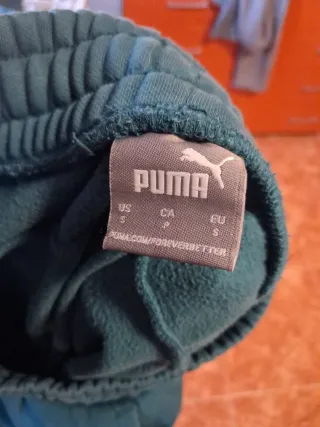 PUMA
US CA EU
S P S
PUMA.COM/FOREVERBETTER